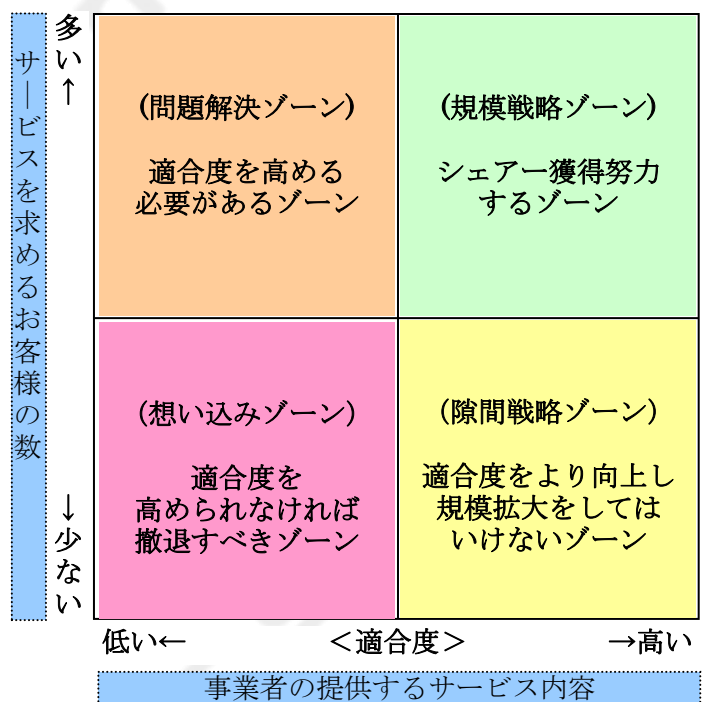 サービスを求めるお客様の数
多い↑
↓少ない
(問題解決ゾーン)
適合度を高める
必要があるゾーン
(規模戦略ゾーン)
シェアー獲得努力
するゾーン
(想い込みゾーン)
適合度を
高められなければ
撤退すべきゾーン
(隙間戦略ゾーン)
適合度をより向上し
規模拡大をしては
いけないゾーン
低い← ＜適合度＞ →高い
事業者の提供するサービス内容